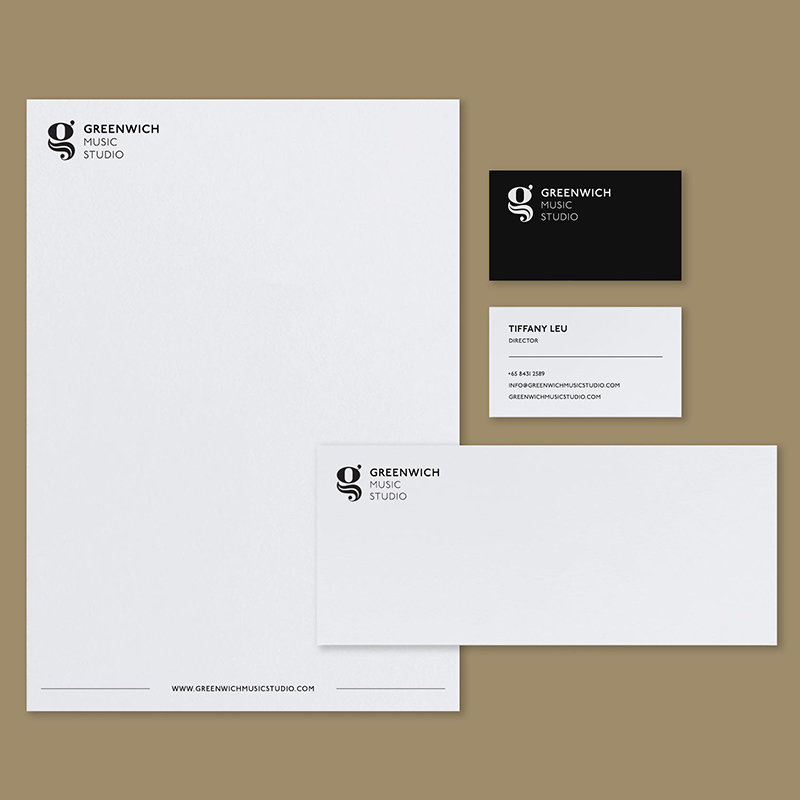 GREENWICH
MUSIC
STUDIO
GREENWICH
MUSIC
STUDIO
TIFFANY LEU
DIRECTOR
+65 8431 2589
INFO@GREENWICHMUSICSTUDIO.COM
GREENWICHMUSICSTUDIO.COM
GREENWICH
MUSIC
STUDIO
WWW.GREENWICHMUSICSTUDIO.COM